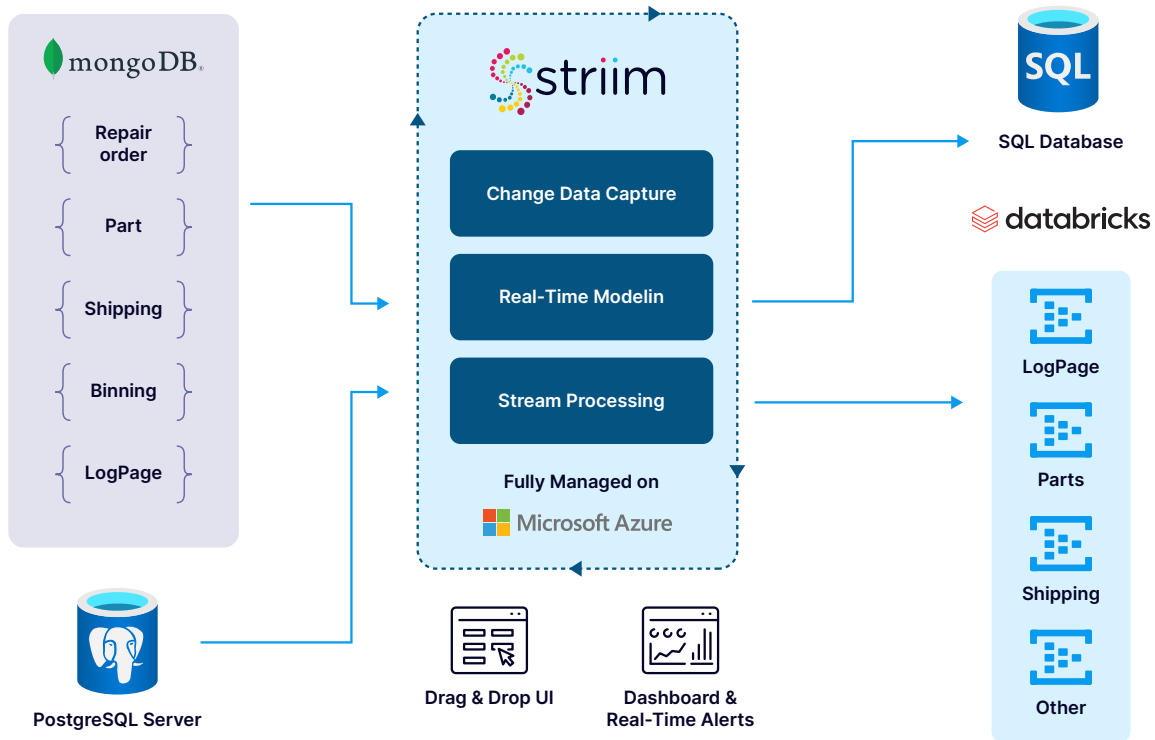 mongoDB®
Repair
order
Part
Shipping
Binning
LogPage
PostgreSQL Server
striim
Change Data Capture
Real-Time Modelin
Stream Processing
Fully Managed on
Microsoft Azure
Drag & Drop UI
Dashboard &
Real-Time Alerts
SQL
SQL Database
databricks
LogPage
Parts
Shipping
Other